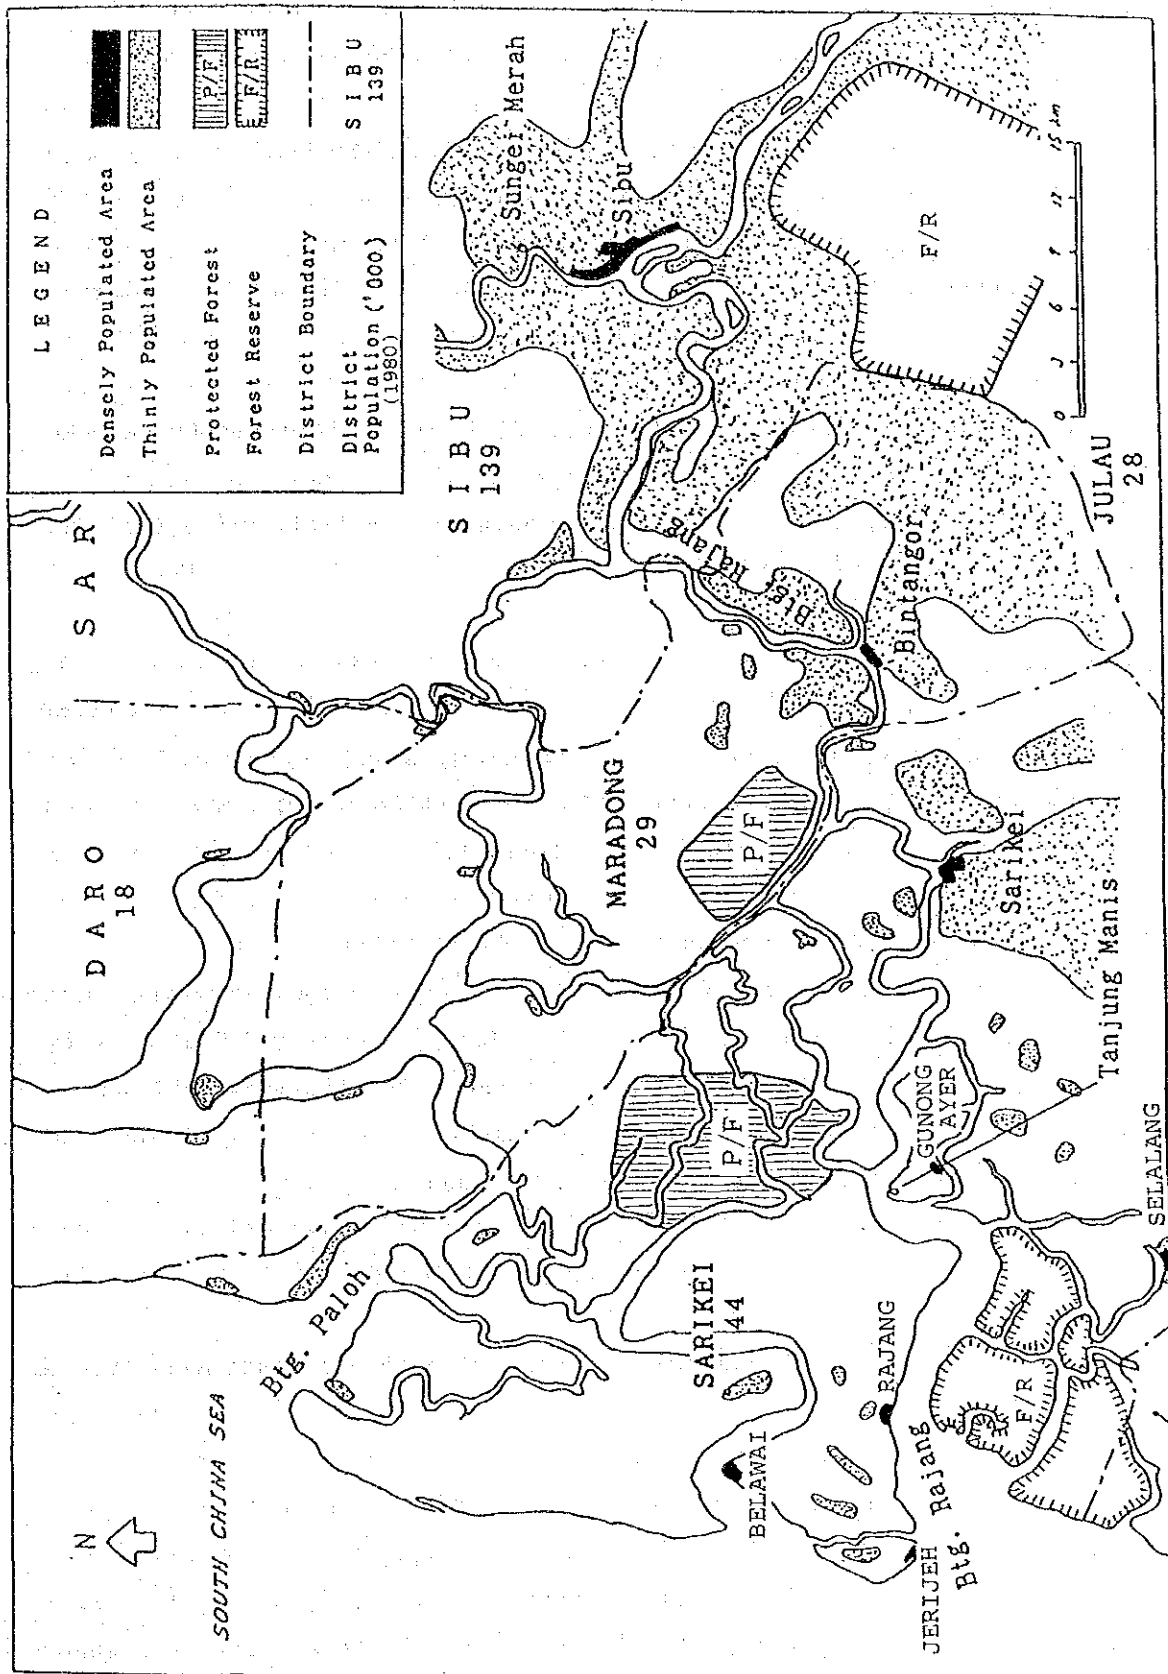 LEGEND
Densely Populated Area
Thinly Populated Area
Protected Forest
P/F
Forest Reserve
F/R
District Boundary
District
Population ('000)
(1980)
SIBU
139
N
SOUTH CHINA SEA
DARO
18
SAR
SIBU
139
Sungei Merah
Sibu
Btg. Paloh
MARADONG
29
P/F
P/F
Btg. Rajang
F/R
Bintangor
JULAU
28
SARIKEI
44
BELAWAI
RAJANG
JERIJEH
Btg. Rajang
GUNONG
AYER
Sarikei
Tanjung Manis
F/R
SELALANG
0 3 6 9 12 15 km